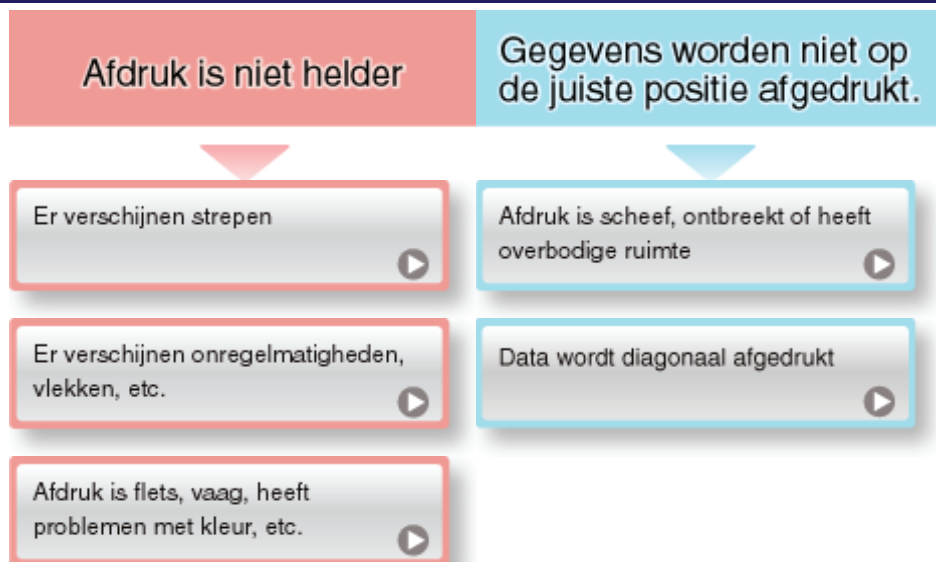 Afdruk is niet helder
Gegevens worden niet op
de juiste positie afgedrukt.
Er verschijnen strepen
Afdruk is scheef, ontbreekt of heeft
overbodige ruimte
Er verschijnen onregelmatigheden,
vlekken, etc.
Data wordt diagonaal afgedrukt
Afdruk is flets, vaag, heeft
problemen met kleur, etc.